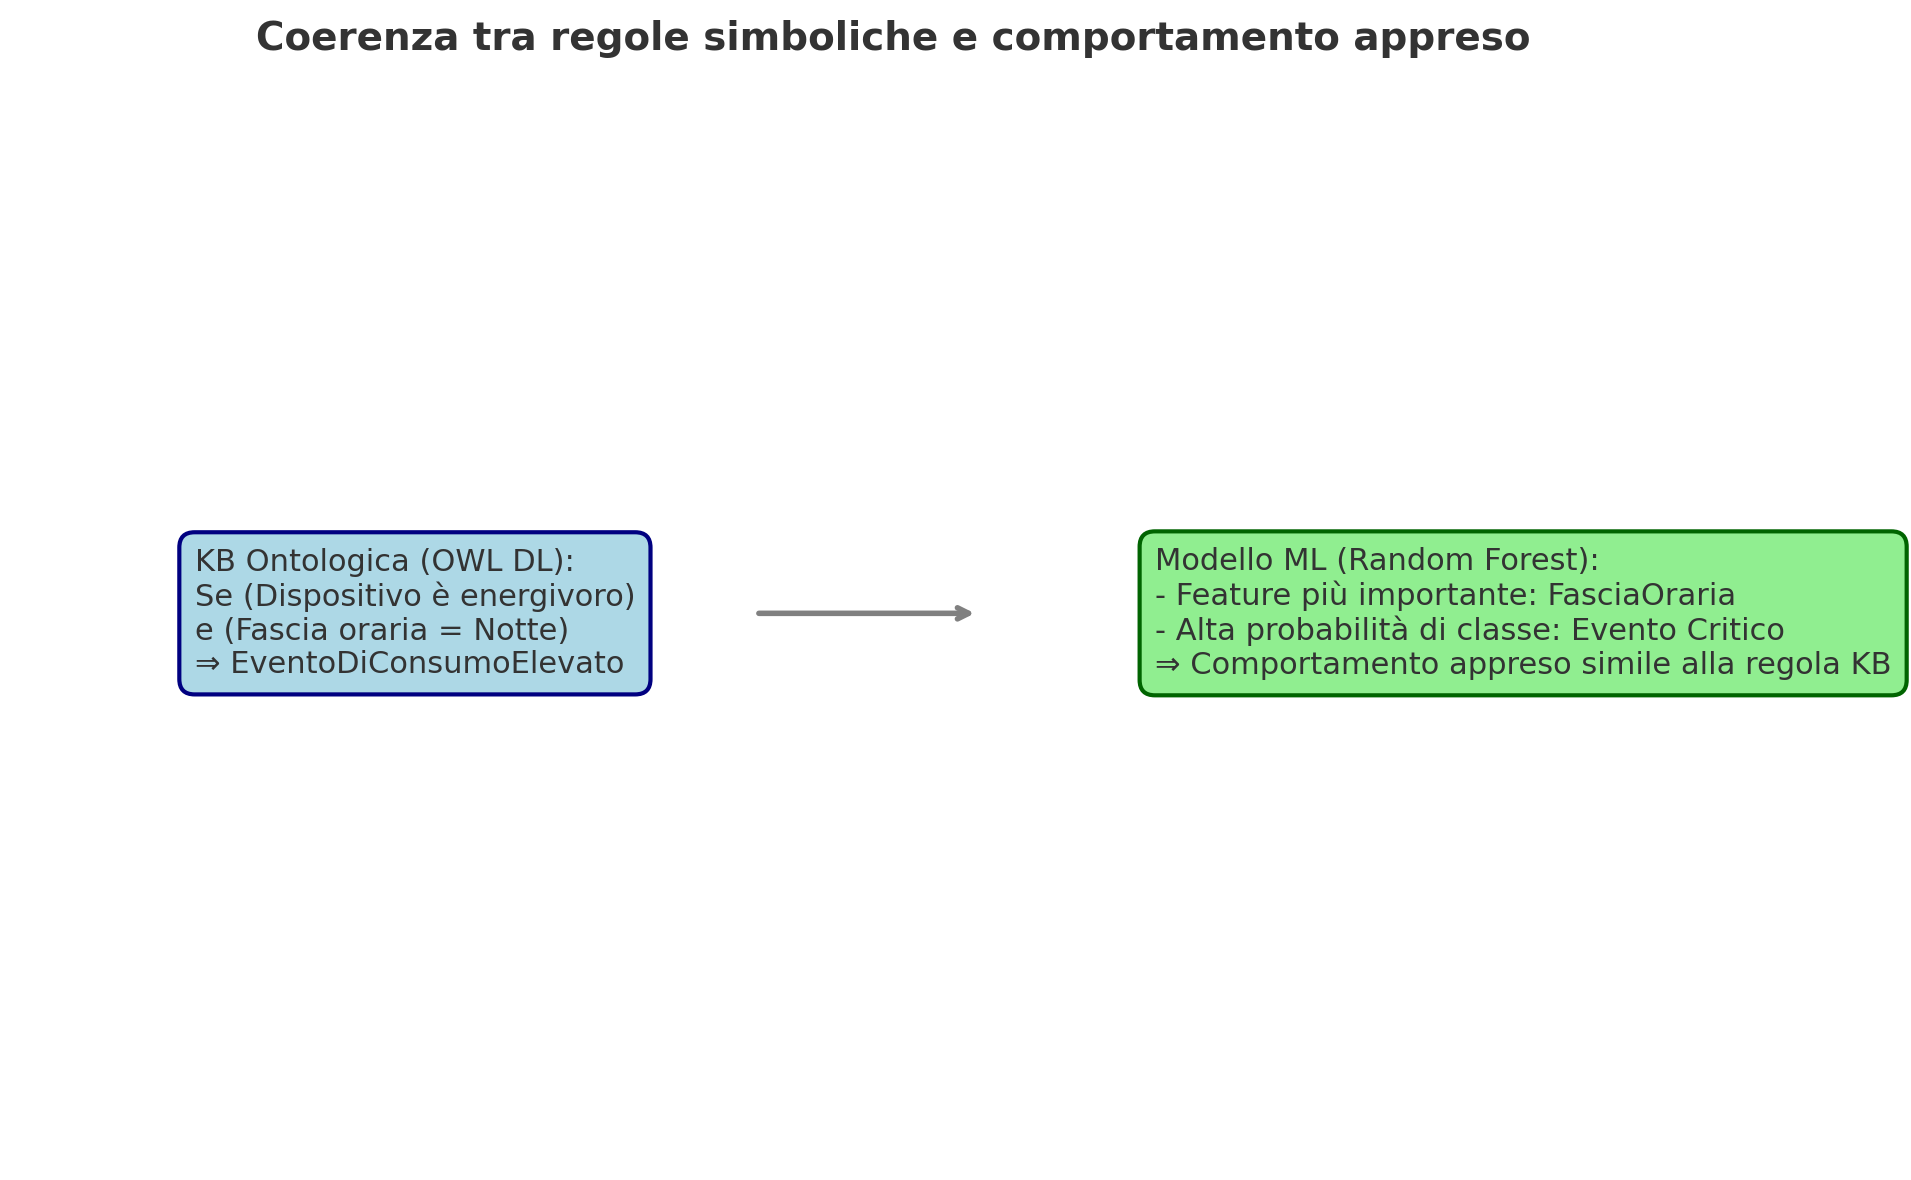 Coerenza tra regole simboliche e comportamento appreso
KB Ontologica (OWL DL):
Se (Dispositivo è energivoro)
e (Fascia oraria = Notte)
⇒ EventoDiConsumoElevato
Modello ML (Random Forest):
- Feature più importante: FasciaOraria
- Alta probabilità di classe: Evento Critico
⇒ Comportamento appreso simile alla regola KB